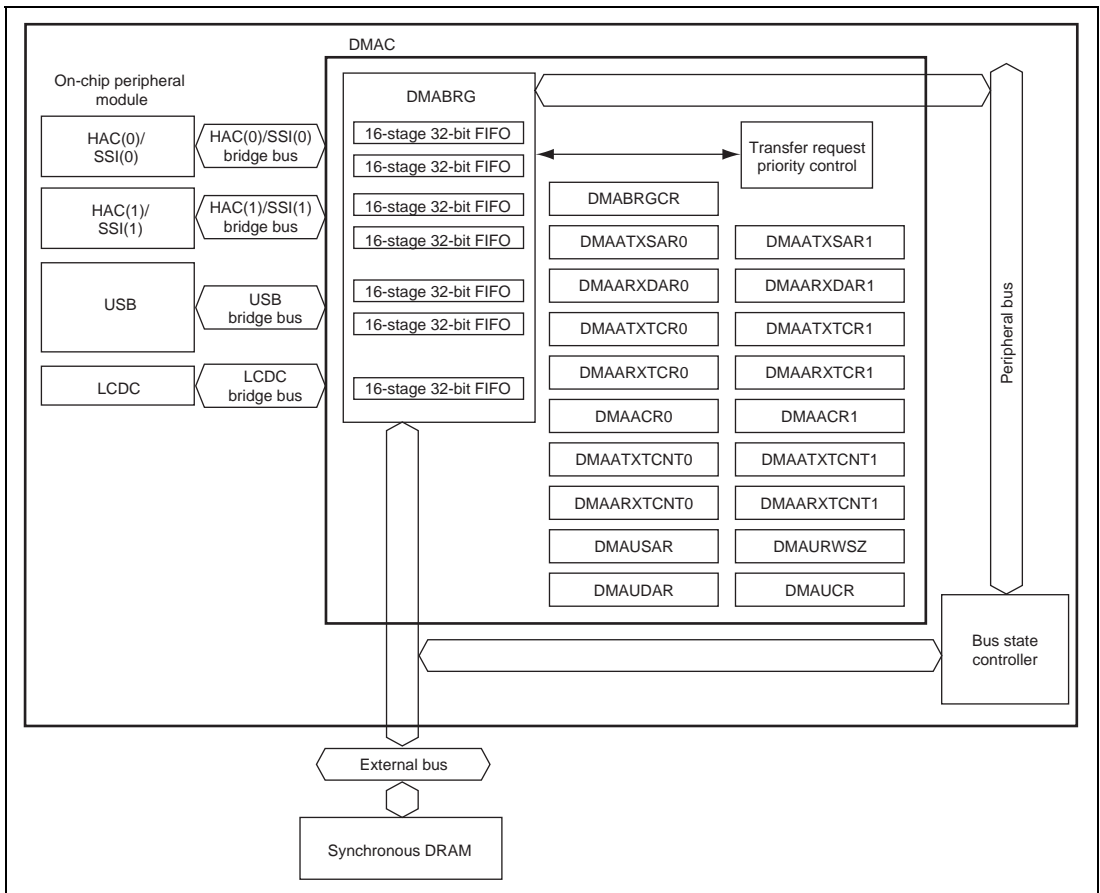 DMAC
On-chip peripheral
module
HAC(0)/
SSI(0)
HAC(0)/SSI(0)
bridge bus
HAC(1)/
SSI(1)
HAC(1)/SSI(1)
bridge bus
USB
USB
bridge bus
LCDC
LCDC
bridge bus
DMABRG
16-stage 32-bit FIFO
16-stage 32-bit FIFO
16-stage 32-bit FIFO
16-stage 32-bit FIFO
16-stage 32-bit FIFO
16-stage 32-bit FIFO
16-stage 32-bit FIFO
Transfer request
priority control
DMABRGCR
DMAATXSAR0
DMAATXSAR1
DMAARXDAR0
DMAARXDAR1
DMAATXTCR0
DMAATXTCR1
DMAARXTCR0
DMAARXTCR1
DMAACR0
DMAACR1
DMAATXTCNT0
DMAATXTCNT1
DMAARXTCNT0
DMAARXTCNT1
DMAUSAR
DMAURWSZ
DMAUDAR
DMAUCR
Peripheral bus
Bus state
controller
External bus
Synchronous DRAM